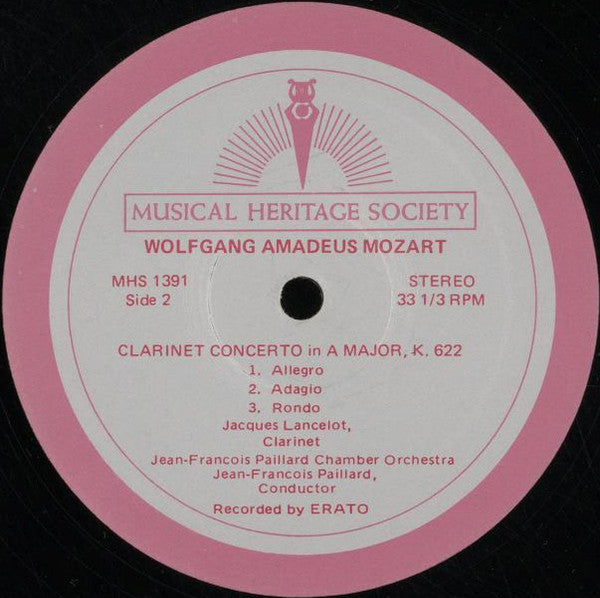 MUSICAL HERITAGE SOCIETY
WOLFGANG AMADEUS MOZART
MHS 1391
Side 2
STEREO
33 1/3 RPM
CLARINET CONCERTO in A MAJOR, K. 622
1. Allegro
2. Adagio
3. Rondo
Jacques Lancelot,
Clarinet
Jean-Francois Paillard Chamber Orchestra
Jean-Francois Paillard,
Conductor
Recorded by ERATO